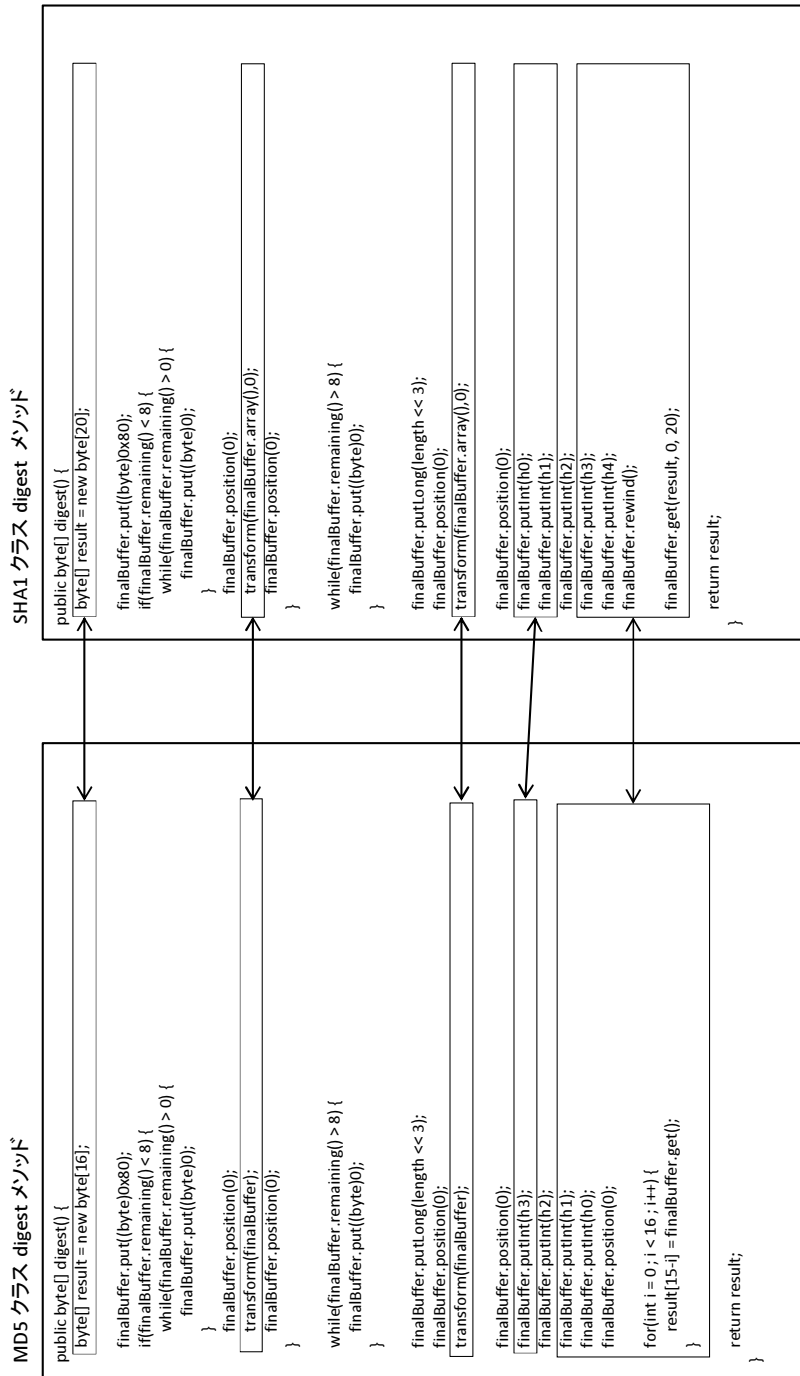 MD5 クラス digest メソッド
public byte[] digest() {
byte[] result = new byte[16];
finalBuffer.put((byte)0x80);
if(finalBuffer.remaining() < 8) {
while(finalBuffer.remaining() > 0) {
finalBuffer.put((byte)0);
}
finalBuffer.position(0);
transform(finalBuffer);
finalBuffer.position(0);
}
while(finalBuffer.remaining() > 8) {
finalBuffer.put((byte)0);
}
finalBuffer.putLong(length << 3);
finalBuffer.position(0);
transform(finalBuffer);
finalBuffer.position(0);
finalBuffer.putInt(h3);
finalBuffer.putInt(h2);
finalBuffer.putInt(h1);
finalBuffer.putInt(h0);
finalBuffer.position(0);
for(int i = 0; i < 16 ; i++) {
result[15-i] = finalBuffer.get();
}
return result;
}
SHA1 クラス digest メソッド
public byte[] digest() {
byte[] result = new byte[20];
finalBuffer.put((byte)0x80);
if(finalBuffer.remaining() < 8) {
while(finalBuffer.remaining() > 0) {
finalBuffer.put((byte)0);
}
finalBuffer.position(0);
transform(finalBuffer.array(),0);
finalBuffer.position(0);
}
while(finalBuffer.remaining() > 8) {
finalBuffer.put((byte)0);
}
finalBuffer.putLong(length << 3);
finalBuffer.position(0);
transform(finalBuffer.array(),0);
finalBuffer.position(0);
finalBuffer.putInt(h0);
finalBuffer.putInt(h1);
finalBuffer.putInt(h2);
finalBuffer.putInt(h3);
finalBuffer.putInt(h4);
finalBuffer.rewind();
finalBuffer.get(result, 0, 20);
return result;
}